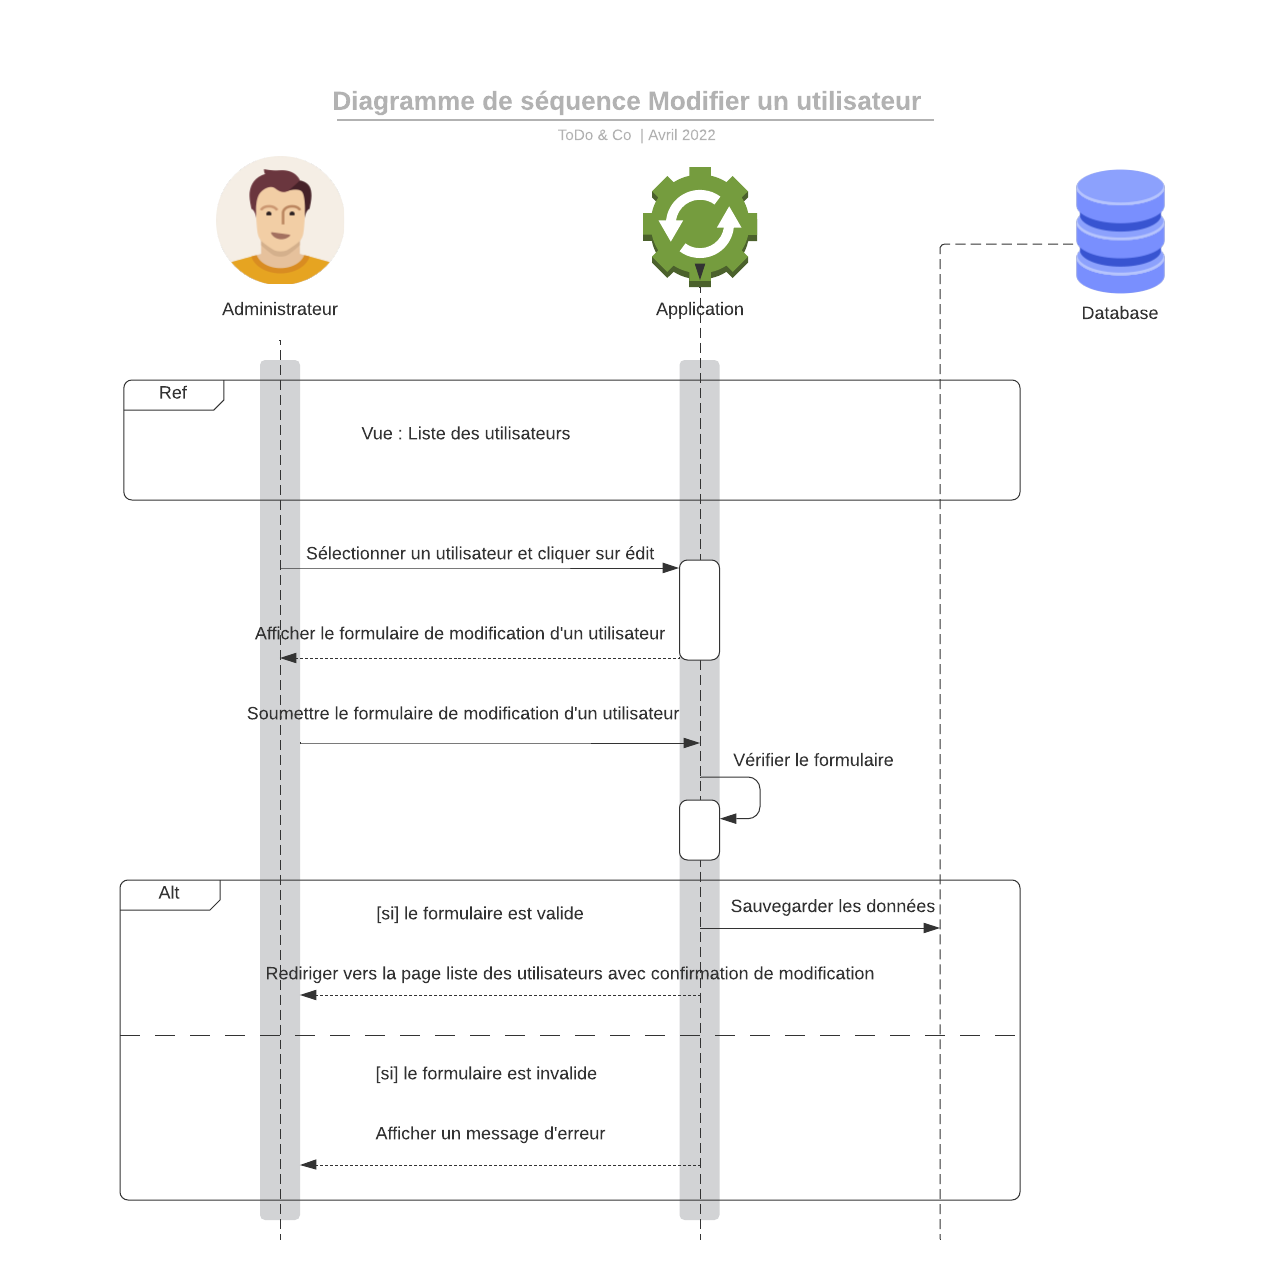 Diagramme de séquence Modifier un utilisateur
ToDo & Co | Avril 2022
Administrateur
Application
Database
Ref
Vue : Liste des utilisateurs
Sélectionner un utilisateur et cliquer sur édit
Afficher le formulaire de modification d'un utilisateur
Soumettre le formulaire de modification d'un utilisateur
Vérifier le formulaire
Alt
[si] le formulaire est valide
Sauvegarder les données
Rediriger vers la page liste des utilisateurs avec confirmation de modification
[si] le formulaire est invalide
Afficher un message d'erreur